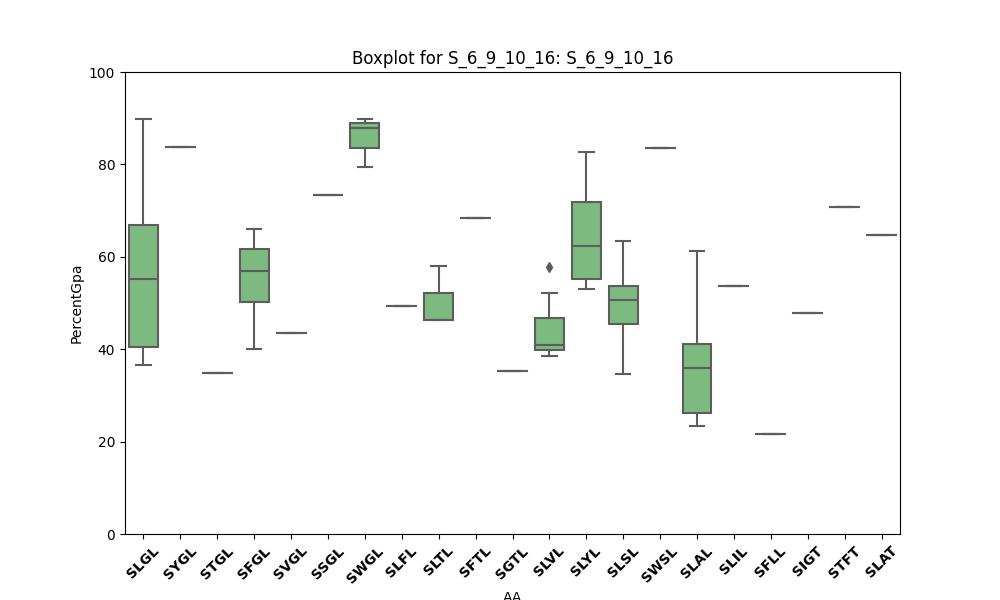 Boxplot for S_6_9_10_16: S_6_9_10_16
PercentGpa
100
80
60
40
20
0
SLGL
SYGL
STGL
SFGL
SVGL
SSGL
SWGL
SLFL
SLTL
SFTL
SGTL
SLVL
SLYL
SLSL
SWSL
SLAL
SLIL
SFLL
SIGT
STFT
SLAT
AA